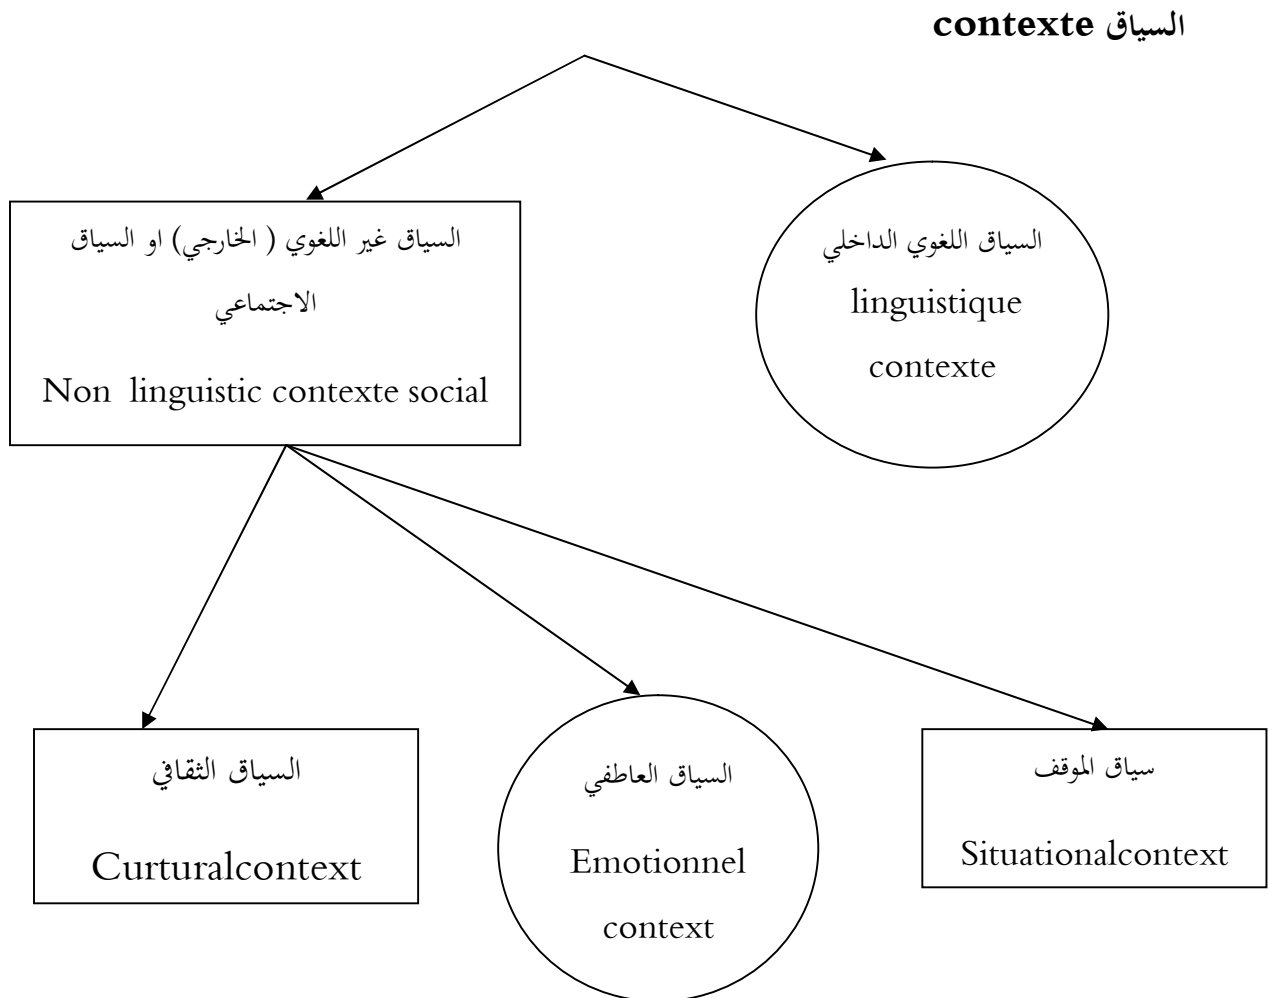 السياق contexte
السياق اللغوي الداخلي
linguistique
contexte
السياق غير اللغوي ( الخارجي) او السياق
الاجتماعي
Non linguistic contexte social
سياق الموقف
Situationalcontext
السياق العاطفي
Emotionnel
context
السياق الثقافي
Curturalcontext